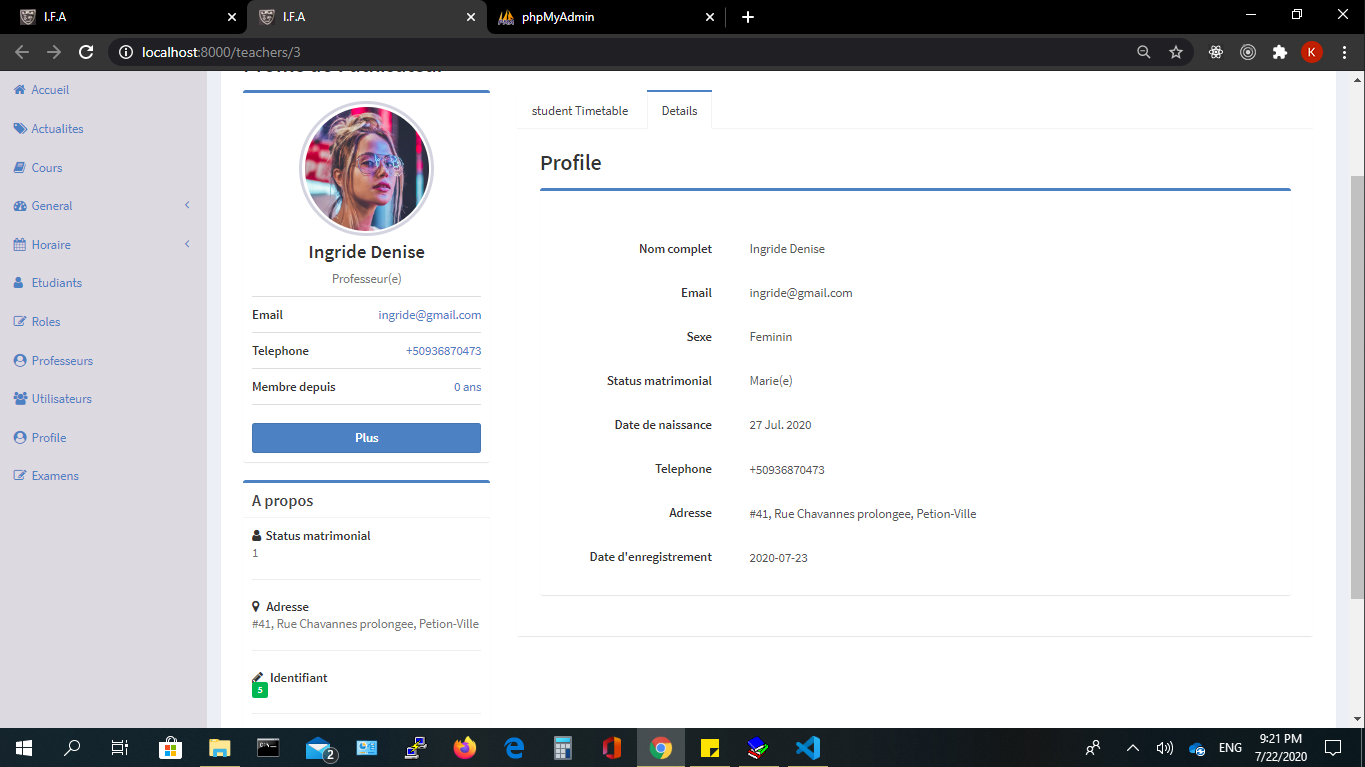 I.F.A
I.F.A
phpMyAdmin
localhost:8000/teachers/3
K
Accueil
Actualites
Cours
General
Horaire
Etudiants
Roles
Professeurs
Utilisateurs
Profile
Examens
Ingride Denise
Professeur(e)
Email ingride@gmail.com
Telephone +50936870473
Membre depuis 0 ans
Plus
A propos
Status matrimonial
1
Adresse
#41, Rue Chavannes prolongee, Petion-Ville
Identifiant
5
student Timetable Details
Profile
Nom complet Ingride Denise
Email ingride@gmail.com
Sexe Feminin
Status matrimonial Marie(e)
Date de naissance 27 Jul. 2020
Telephone +50936870473
Adresse #41, Rue Chavannes prolongee, Petion-Ville
Date d'enregistrement 2020-07-23
2
ENG
9:21 PM
7/22/2020